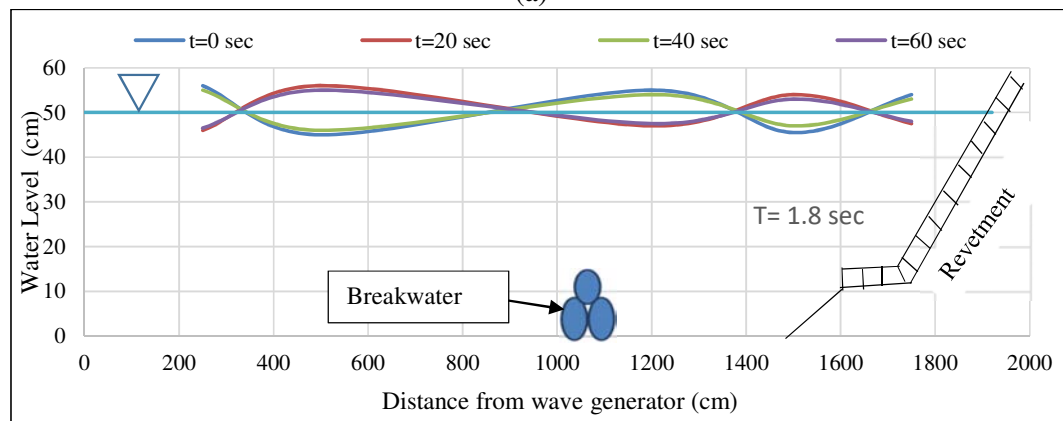 (a)
t=0 sec t=20 sec t=40 sec t=60 sec
60
50
40
30
20
10
0
Water Level (cm)
T= 1.8 sec
Revetment
Breakwater
0 200 400 600 800 1000 1200 1400 1600 1800 2000
Distance from wave generator (cm)